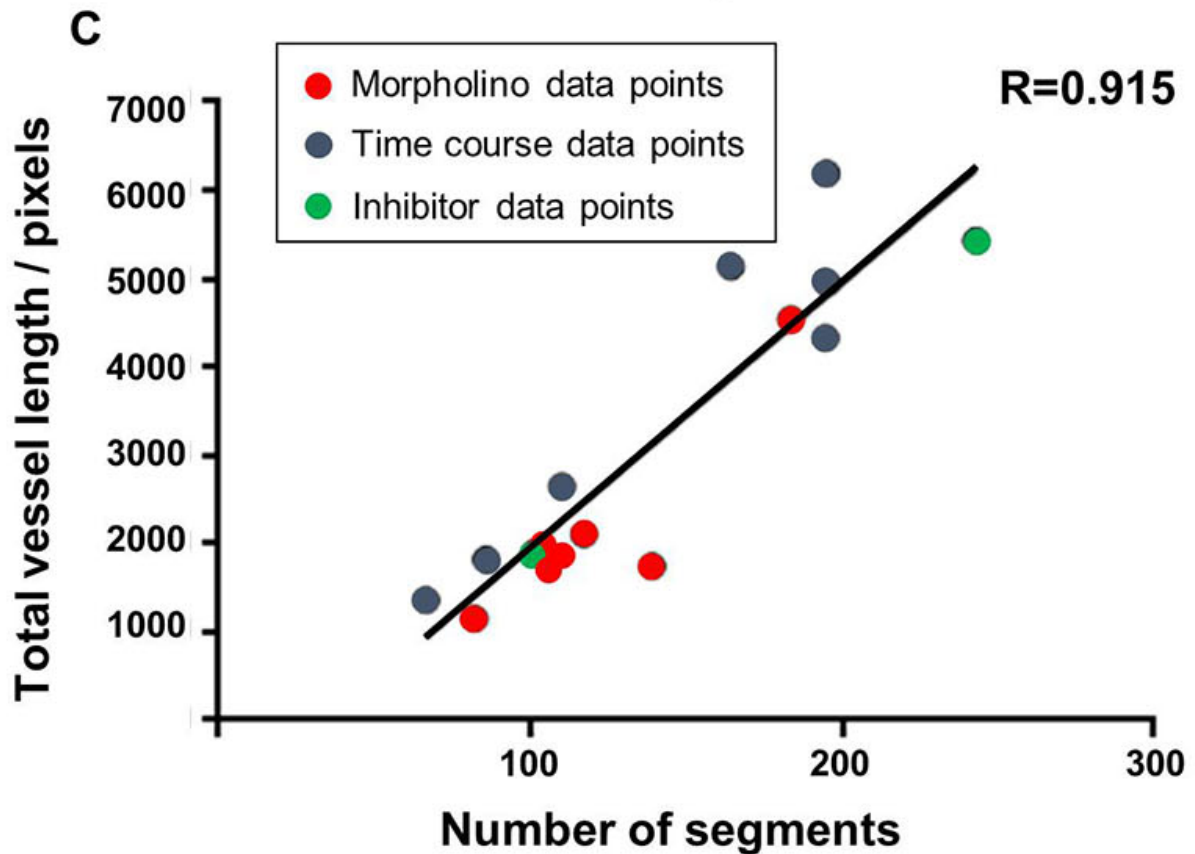 C
Morpholino data points
Time course data points
Inhibitor data points
R=0.915
Total vessel length / pixels
7000
6000
5000
4000
3000
2000
1000
100
200
300
Number of segments